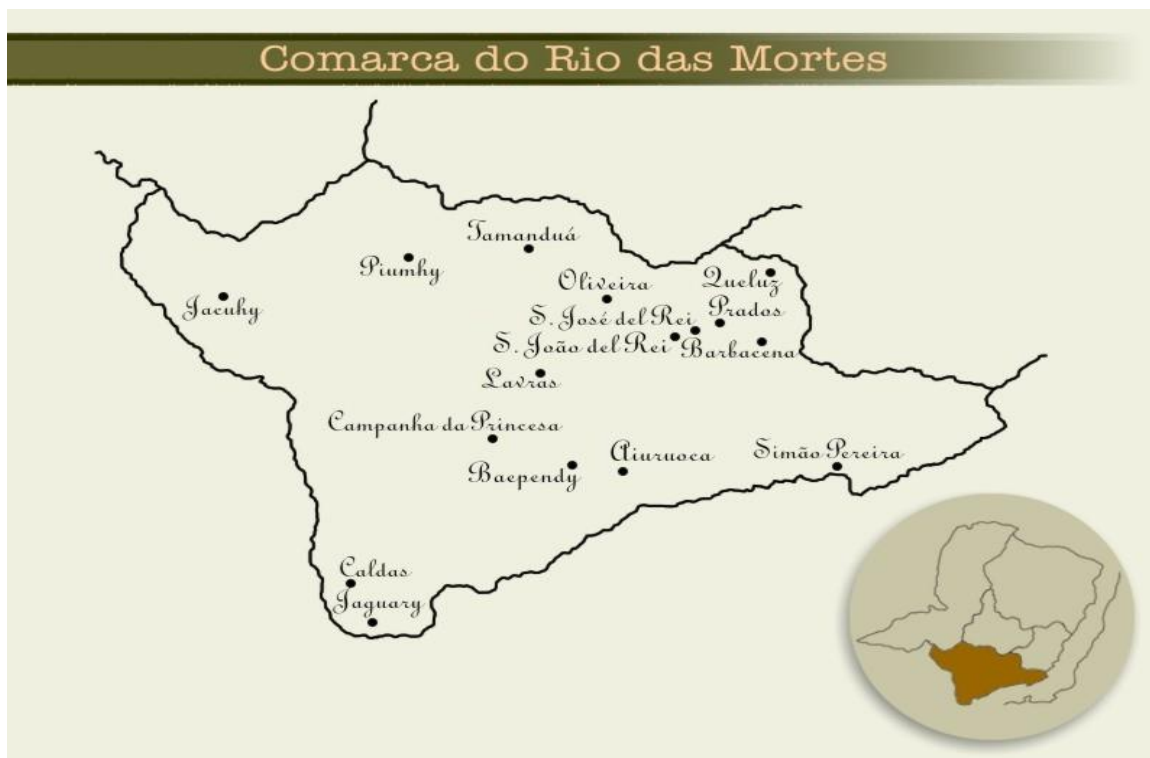 Comarca do Rio das Mortes
Tamanduá
Piumhy
Oliveira
Queluz
Jacuhy
Prados
S. José del Rei
S. João del Rei
Barbacena
Lavras
Campanha da Princesa
Aiuruoca
Simão Pereira
Baependy
Caldas
Jaguary